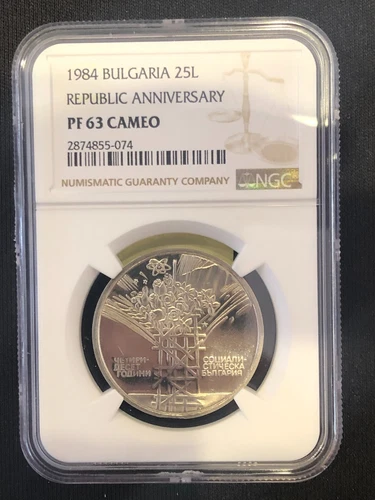 1984 BULGARIA 25L
REPUBLIC ANNIVERSARY
PF 63 CAMEO
2874855-074
NUMISMATIC GUARANTY COMPANY
NGC
ЧЕТИРИ-
ДЕСЕТ
ГОДИНИ
СОЦИАЛИ-
СТИЧЕСКА
БЪЛГАРИЯ